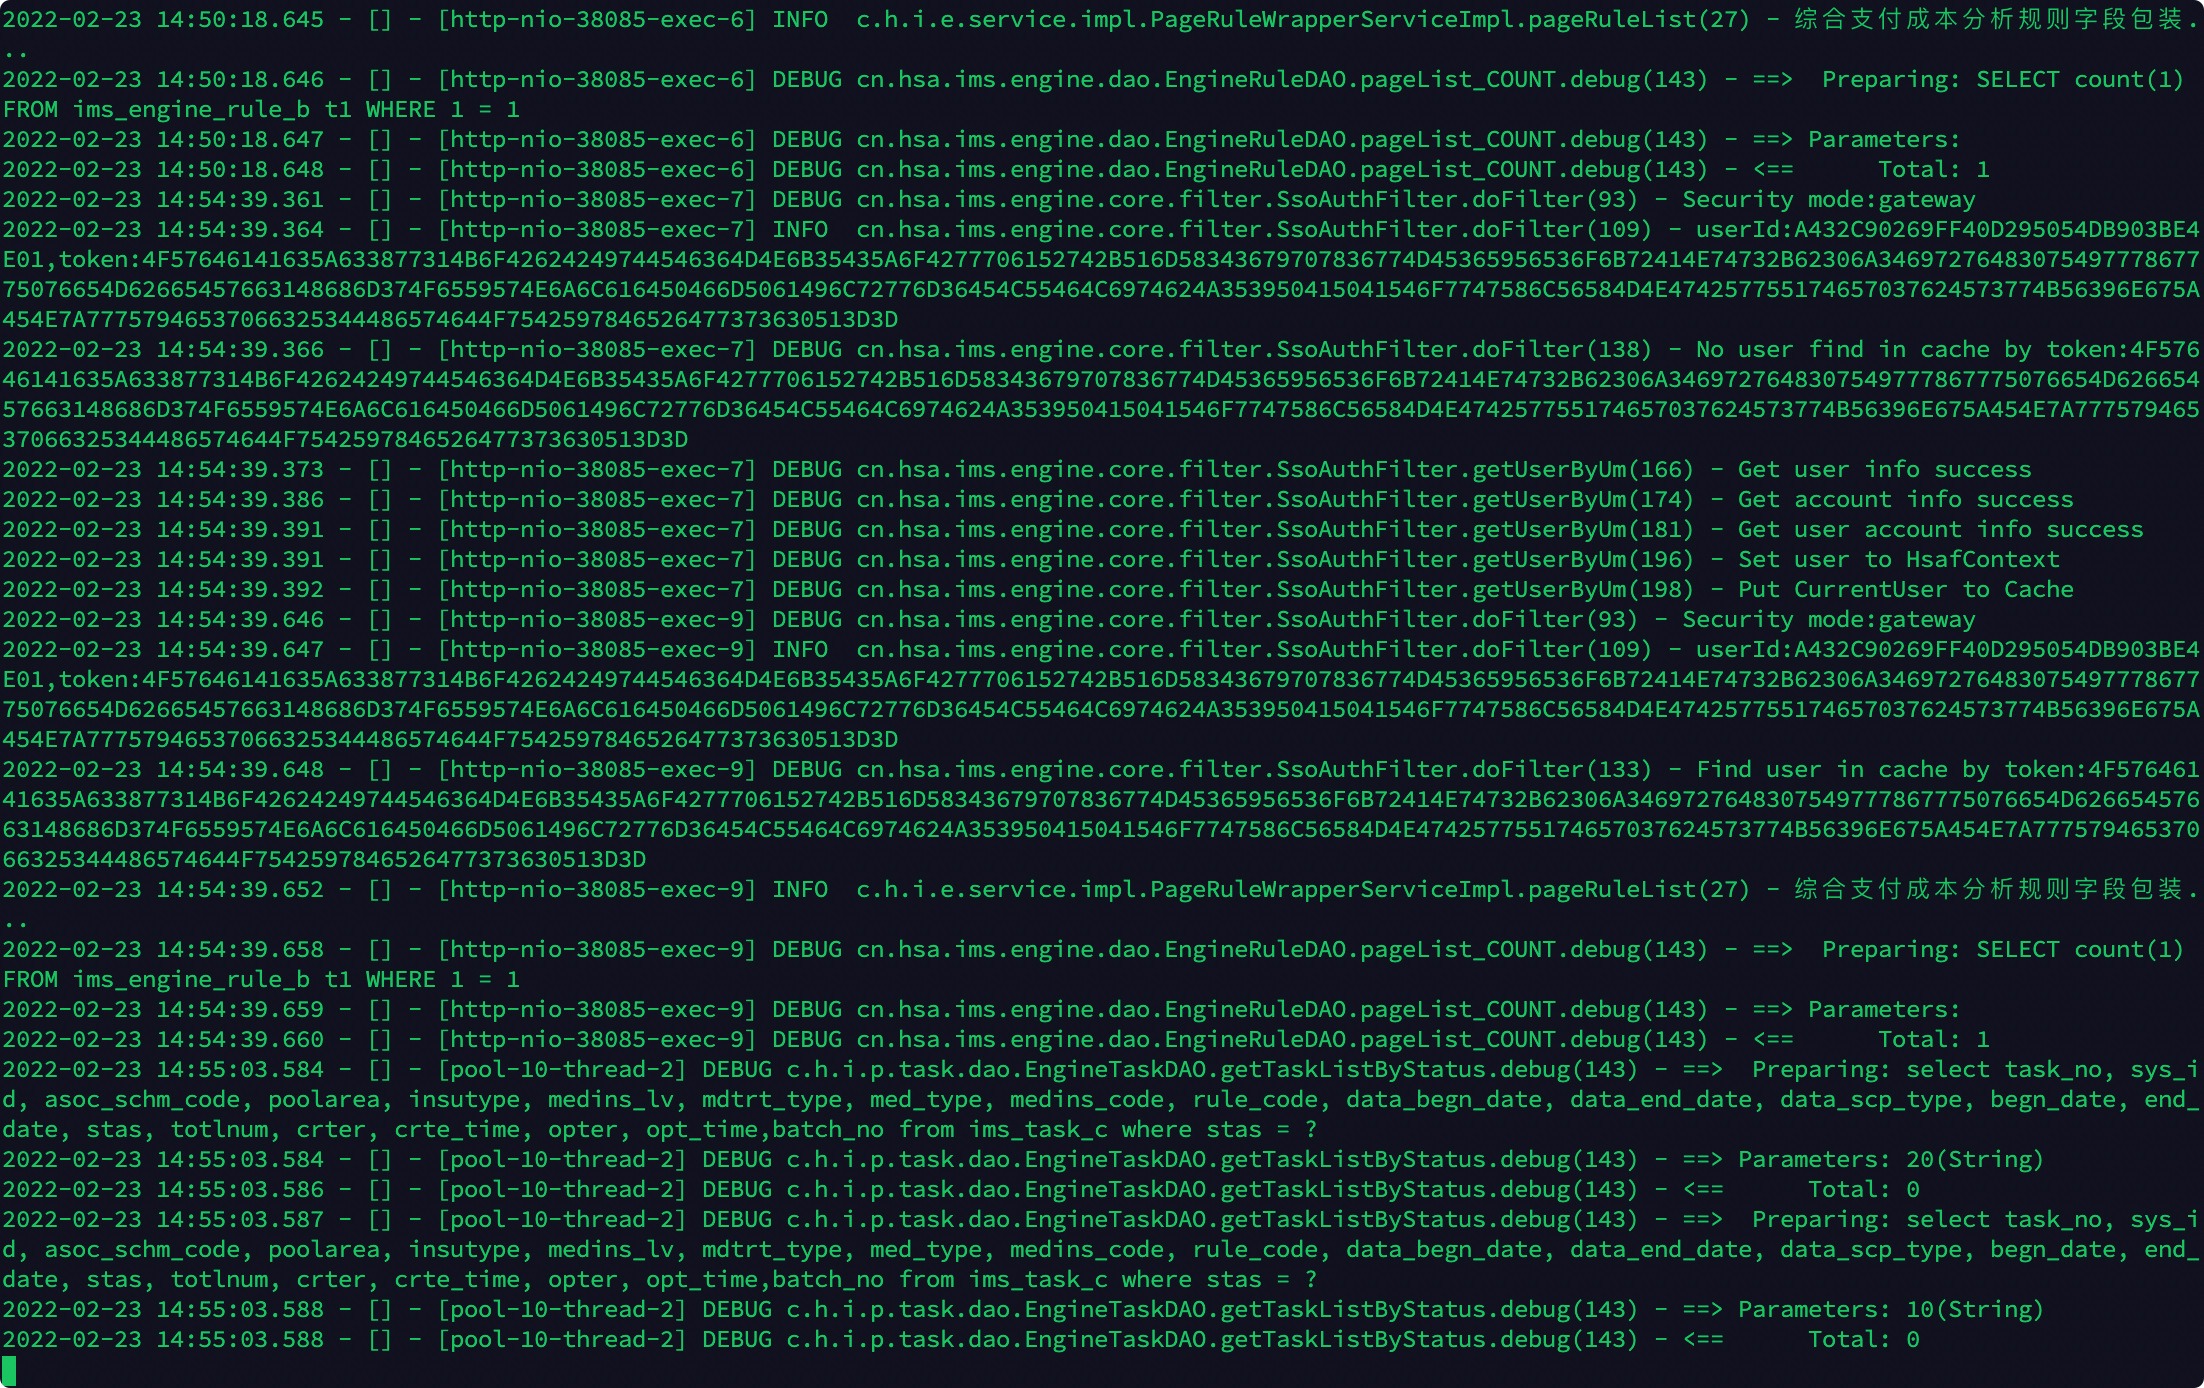 2022-02-23 14:50:18.645 - [] - [http-nio-38085-exec-6] INFO  c.h.i.e.service.impl.PageRuleWrapperServiceImpl.pageRuleList(27) - 综合支付成本分析规则字段包装.
..
2022-02-23 14:50:18.646 - [] - [http-nio-38085-exec-6] DEBUG cn.hsa.ims.engine.dao.EngineRuleDAO.pageList_COUNT.debug(143) - ==>  Preparing: SELECT count(1)
FROM ims_engine_rule_b t1 WHERE 1 = 1
2022-02-23 14:50:18.647 - [] - [http-nio-38085-exec-6] DEBUG cn.hsa.ims.engine.dao.EngineRuleDAO.pageList_COUNT.debug(143) - ==> Parameters:
2022-02-23 14:50:18.648 - [] - [http-nio-38085-exec-6] DEBUG cn.hsa.ims.engine.dao.EngineRuleDAO.pageList_COUNT.debug(143) - <==      Total: 1
2022-02-23 14:54:39.361 - [] - [http-nio-38085-exec-7] DEBUG cn.hsa.ims.engine.core.filter.SsoAuthFilter.doFilter(93) - Security mode:gateway
2022-02-23 14:54:39.364 - [] - [http-nio-38085-exec-7] INFO  cn.hsa.ims.engine.core.filter.SsoAuthFilter.doFilter(109) - userId:A432C90269FF40D295054DB903BE4
E01,token:4F57646141635A633877314B6F42624249744546364D4E6B35435A6F4277706152742B516D58343679707836774D45365956536F6B72414E74732B62306A34697276483075497778677
75076654D62665457663148686D374F6559574E6A6C616450466D5061496C72776D36454C55464C6974624A353950415041546F7747586C56584D4E47425775517465703762457377 4B56396E675A
454E7A7775794653706632534448657464 4F75425978465264773736 30513D3D
2022-02-23 14:54:39.366 - [] - [http-nio-38085-exec-7] DEBUG cn.hsa.ims.engine.core.filter.SsoAuthFilter.doFilter(138) - No user find in cache by token:4F576
46141635A633877314B6F42624249744546364D4E6B35435A6F4277706152742B516D58343679707836774D45365956536F6B72414E74732B62306A3469727648307549777867775076654D626654
57663148686D374F6559574E6A6C616450466D5061496C72776D36454C55464C6974624A353950415041546F7747586C56584D4E474257755174657037624573774B56396E675A454E7A777579465
3706632534448657464 4F7542597846526477373630513D3D
2022-02-23 14:54:39.373 - [] - [http-nio-38085-exec-7] DEBUG cn.hsa.ims.engine.core.filter.SsoAuthFilter.getUserByUm(166) - Get user info success
2022-02-23 14:54:39.386 - [] - [http-nio-38085-exec-7] DEBUG cn.hsa.ims.engine.core.filter.SsoAuthFilter.getUserByUm(174) - Get account info success
2022-02-23 14:54:39.391 - [] - [http-nio-38085-exec-7] DEBUG cn.hsa.ims.engine.core.filter.SsoAuthFilter.getUserByUm(181) - Get user account info success
2022-02-23 14:54:39.391 - [] - [http-nio-38085-exec-7] DEBUG cn.hsa.ims.engine.core.filter.SsoAuthFilter.getUserByUm(196) - Set user to HsafContext
2022-02-23 14:54:39.392 - [] - [http-nio-38085-exec-7] DEBUG cn.hsa.ims.engine.core.filter.SsoAuthFilter.getUserByUm(198) - Put CurrentUser to Cache
2022-02-23 14:54:39.646 - [] - [http-nio-38085-exec-9] DEBUG cn.hsa.ims.engine.core.filter.SsoAuthFilter.doFilter(93) - Security mode:gateway
2022-02-23 14:54:39.647 - [] - [http-nio-38085-exec-9] INFO  cn.hsa.ims.engine.core.filter.SsoAuthFilter.doFilter(109) - userId:A432C90269FF40D295054DB903BE4
E01,token:4F57646141635A633877314B6F42624249744546364D4E6B35435A6F4277706152742B516D58343679707836774D45365956536F6B72414E74732B62306A34697276483075497778677
75076654D62665457663148686D374F6559574E6A6C616450466D5061496C72776D36454C55464C6974624A353950415041546F7747586C56584D4E474257755174657037624573774B56396E675A
454E7A77757946537066325344486574644F7542597846526477373630513D3D
2022-02-23 14:54:39.648 - [] - [http-nio-38085-exec-9] DEBUG cn.hsa.ims.engine.core.filter.SsoAuthFilter.doFilter(133) - Find user in cache by token:4F576461
41635A633877314B6F42624249744546364D4E6B35435A6F4277706152742B516D58343679707836774D45365956536F6B72414E74732B62306A3469727648307549777867775076654D626654576
63148686D374F6559574E6A6C616450466D5061496C72776D36454C55464C6974624A353950415041546F7747586C56584D4E474257755174657037624573774B56396E675A454E7A777579465370
66325344486574644F7542597846526477373630513D3D
2022-02-23 14:54:39.652 - [] - [http-nio-38085-exec-9] INFO  c.h.i.e.service.impl.PageRuleWrapperServiceImpl.pageRuleList(27) - 综合支付成本分析规则字段包装.
..
2022-02-23 14:54:39.658 - [] - [http-nio-38085-exec-9] DEBUG cn.hsa.ims.engine.dao.EngineRuleDAO.pageList_COUNT.debug(143) - ==>  Preparing: SELECT count(1)
FROM ims_engine_rule_b t1 WHERE 1 = 1
2022-02-23 14:54:39.659 - [] - [http-nio-38085-exec-9] DEBUG cn.hsa.ims.engine.dao.EngineRuleDAO.pageList_COUNT.debug(143) - ==> Parameters:
2022-02-23 14:54:39.660 - [] - [http-nio-38085-exec-9] DEBUG cn.hsa.ims.engine.dao.EngineRuleDAO.pageList_COUNT.debug(143) - <==      Total: 1
2022-02-23 14:55:03.584 - [] - [pool-10-thread-2] DEBUG c.h.i.p.task.dao.EngineTaskDAO.getTaskListByStatus.debug(143) - ==>  Preparing: select task_no, sys_i
d, asoc_schm_code, poolarea, insutype, medins_lv, mdtrt_type, med_type, medins_code, rule_code, data_begn_date, data_end_date, data_scp_type, begn_date, end_
date, stas, totlnum, crter, crte_time, opter, opt_time,batch_no from ims_task_c where stas = ?
2022-02-23 14:55:03.584 - [] - [pool-10-thread-2] DEBUG c.h.i.p.task.dao.EngineTaskDAO.getTaskListByStatus.debug(143) - ==> Parameters: 20(String)
2022-02-23 14:55:03.586 - [] - [pool-10-thread-2] DEBUG c.h.i.p.task.dao.EngineTaskDAO.getTaskListByStatus.debug(143) - <==      Total: 0
2022-02-23 14:55:03.587 - [] - [pool-10-thread-2] DEBUG c.h.i.p.task.dao.EngineTaskDAO.getTaskListByStatus.debug(143) - ==>  Preparing: select task_no, sys_i
d, asoc_schm_code, poolarea, insutype, medins_lv, mdtrt_type, med_type, medins_code, rule_code, data_begn_date, data_end_date, data_scp_type, begn_date, end_
date, stas, totlnum, crter, crte_time, opter, opt_time,batch_no from ims_task_c where stas = ?
2022-02-23 14:55:03.588 - [] - [pool-10-thread-2] DEBUG c.h.i.p.task.dao.EngineTaskDAO.getTaskListByStatus.debug(143) - ==> Parameters: 10(String)
2022-02-23 14:55:03.588 - [] - [pool-10-thread-2] DEBUG c.h.i.p.task.dao.EngineTaskDAO.getTaskListByStatus.debug(143) - <==      Total: 0